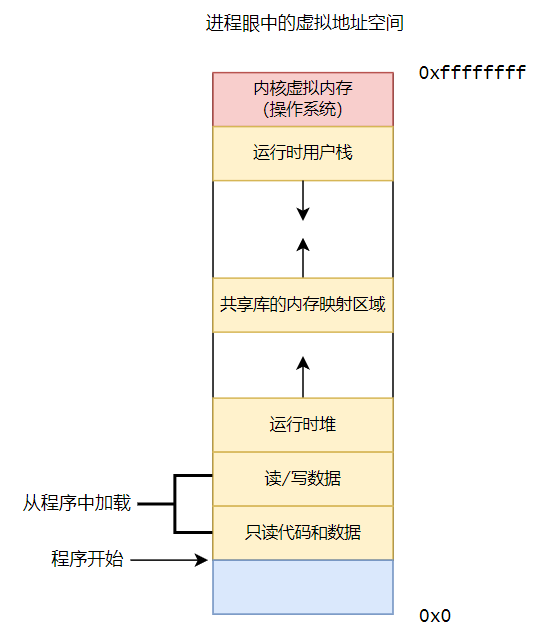 进程眼中的虚拟地址空间
0xffffffff
内核虚拟内存
(操作系统)
运行时用户栈
共享库的内存映射区域
运行时堆
读/写数据
从程序中加载
只读代码和数据
程序开始
0x0